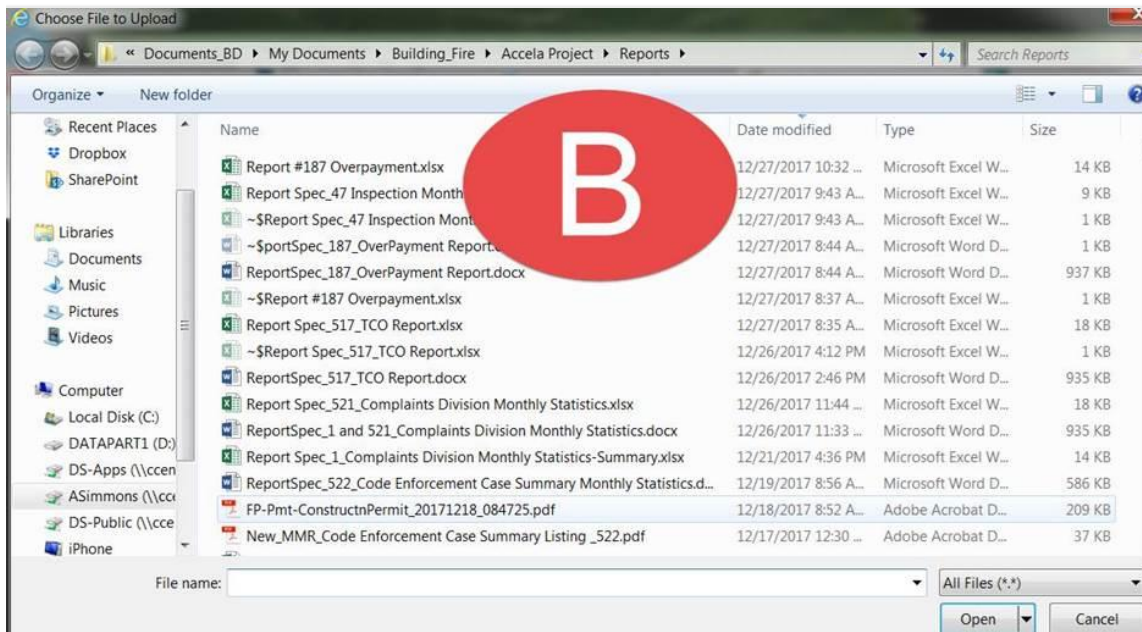 Choose File to Upload
« Documents_BD ▸ My Documents ▸ Building_Fire ▸ Accela Project ▸ Reports ▸
Search Reports
Organize
New folder
Recent Places
Dropbox
SharePoint
Libraries
Documents
Music
Pictures
Videos
Computer
Local Disk (C:)
DATAPART1 (D:)
DS-Apps (\\ccen
ASimmons (\\cce
DS-Public (\\cce
iPhone
Name Date modified Type Size
B
Report #187 Overpayment.xlsx 12/27/2017 10:32 ... Microsoft Excel W... 14 KB
Report Spec_47 Inspection Month 12/27/2017 9:43 A... Microsoft Excel W... 9 KB
~$Report Spec_47 Inspection Mont 12/27/2017 9:43 A... Microsoft Excel W... 1 KB
~$portSpec_187_OverPayment Report. 12/27/2017 8:44 A... Microsoft Word D... 1 KB
ReportSpec_187_OverPayment Report.docx 12/27/2017 8:44 A... Microsoft Word D... 937 KB
~$Report #187 Overpayment.xlsx 12/27/2017 8:37 A... Microsoft Excel W... 1 KB
Report Spec_517_TCO Report.xlsx 12/27/2017 8:35 A... Microsoft Excel W... 18 KB
~$Report Spec_517_TCO Report.xlsx 12/26/2017 4:12 PM Microsoft Excel W... 1 KB
ReportSpec_517_TCO Report.docx 12/26/2017 2:46 PM Microsoft Word D... 935 KB
Report Spec_521_Complaints Division Monthly Statistics.xlsx 12/26/2017 11:44 ... Microsoft Excel W... 18 KB
ReportSpec_1 and 521_Complaints Division Monthly Statistics.docx 12/26/2017 11:33 ... Microsoft Word D... 935 KB
Report Spec_1_Complaints Division Monthly Statistics-Summary.xlsx 12/21/2017 4:36 PM Microsoft Excel W... 14 KB
ReportSpec_522_Code Enforcement Case Summary Monthly Statistics.d... 12/19/2017 8:56 A... Microsoft Word D... 586 KB
FP-Pmt-ConstructnPermit_20171218_084725.pdf 12/18/2017 8:52 A... Adobe Acrobat D... 209 KB
New_MMR_Code Enforcement Case Summary Listing _522.pdf 12/17/2017 12:30 ... Adobe Acrobat D... 37 KB
File name:
All Files (*.*)
Open
Cancel